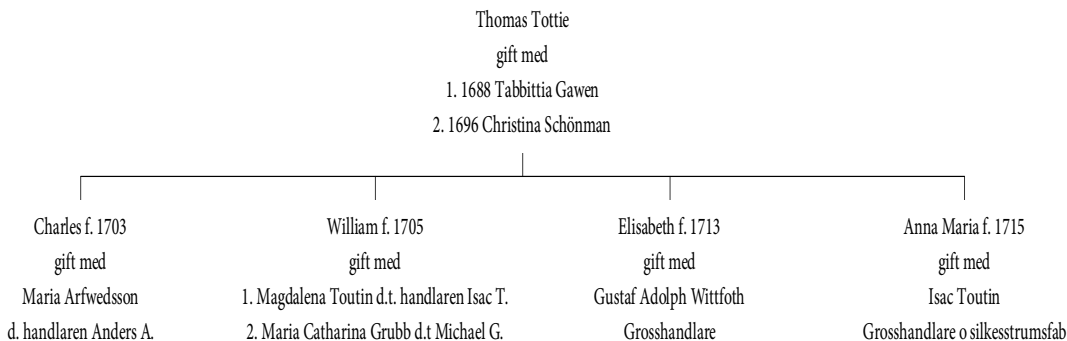 Thomas Tottie
gift med
1. 1688 Tabbittia Gawen
2. 1696 Christina Schönman
Charles f. 1703
gift med
Maria Arfwedsson
d. handlaren Anders A.
William f. 1705
gift med
1. Magdalena Toutin d.t. handlaren Isac T.
2. Maria Catharina Grubb d.t Michael G.
Elisabeth f. 1713
gift med
Gustaf Adolph Wittfoth
Grosshandlare
Anna Maria f. 1715
gift med
Isac Toutin
Grosshandlare o silkesstrumsfab